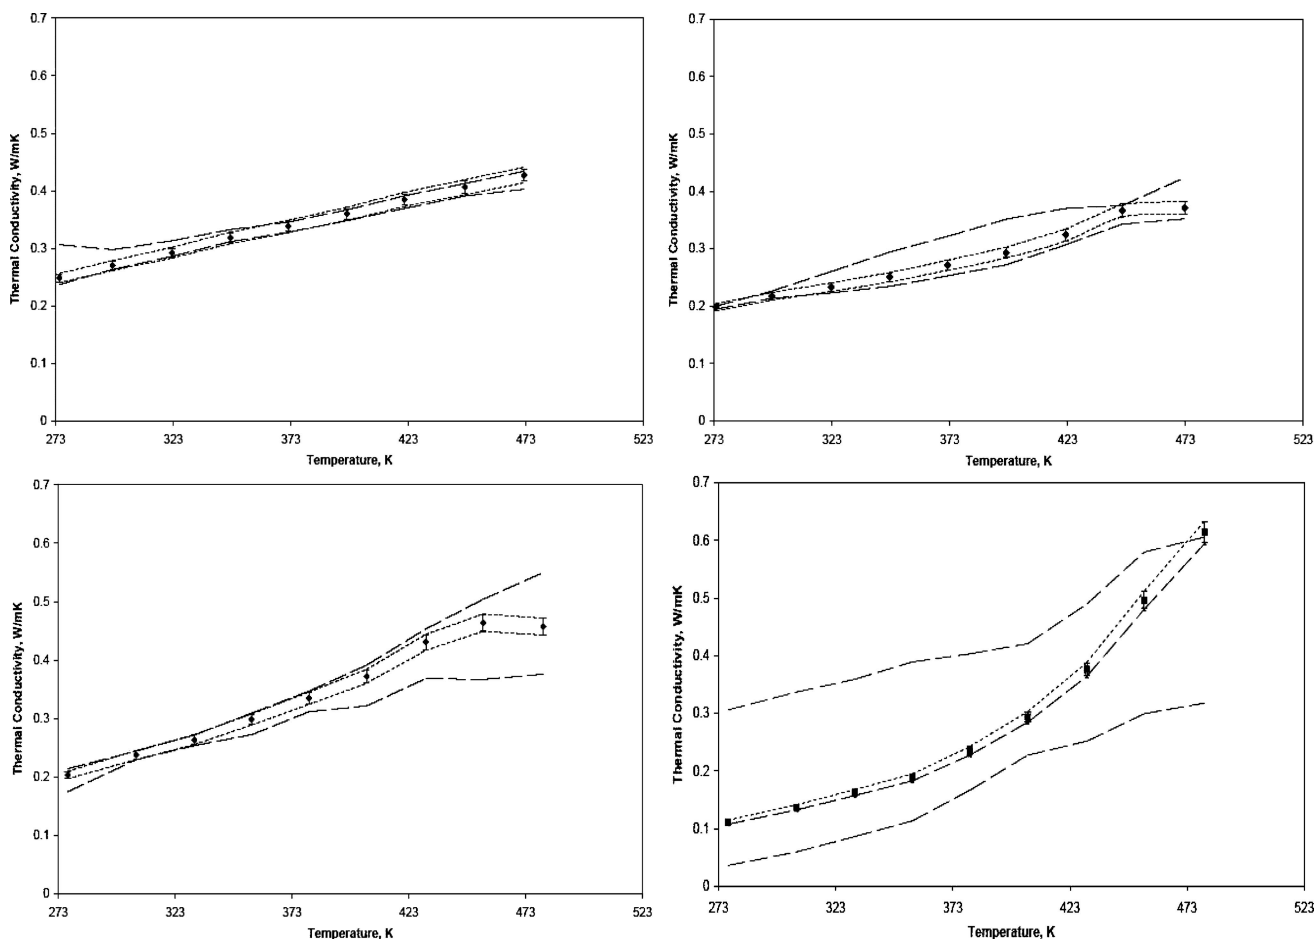 0.7 0.7
0.6 0.6
0.5 0.5
Thermal Conductivity, W/mK Thermal Conductivity, W/mK
0.4 0.4
0.3 0.3
0.2 0.2
0.1 0.1
0 0
273 323 373 423 473 523 273 323 373 423 473 523
Temperature, K Temperature, K
0.7 0.7
0.6 0.6
0.5 0.5
Thermal Conductivity, W/mK Thermal Conductivity, W/mK
0.4 0.4
0.3 0.3
0.2 0.2
0.1 0.1
0 0
273 323 373 423 473 523 273 323 373 423 473 523
Temperature, K Temperature, K